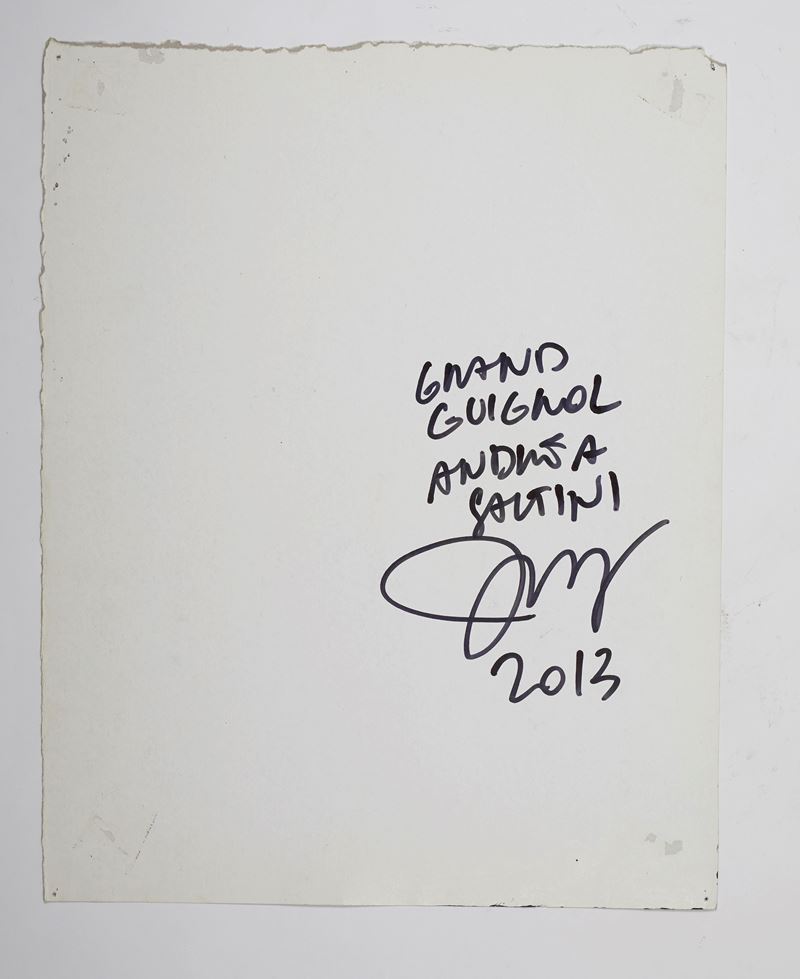 GRAND
GUIGNOL
ANDREA
SALTINI
2013